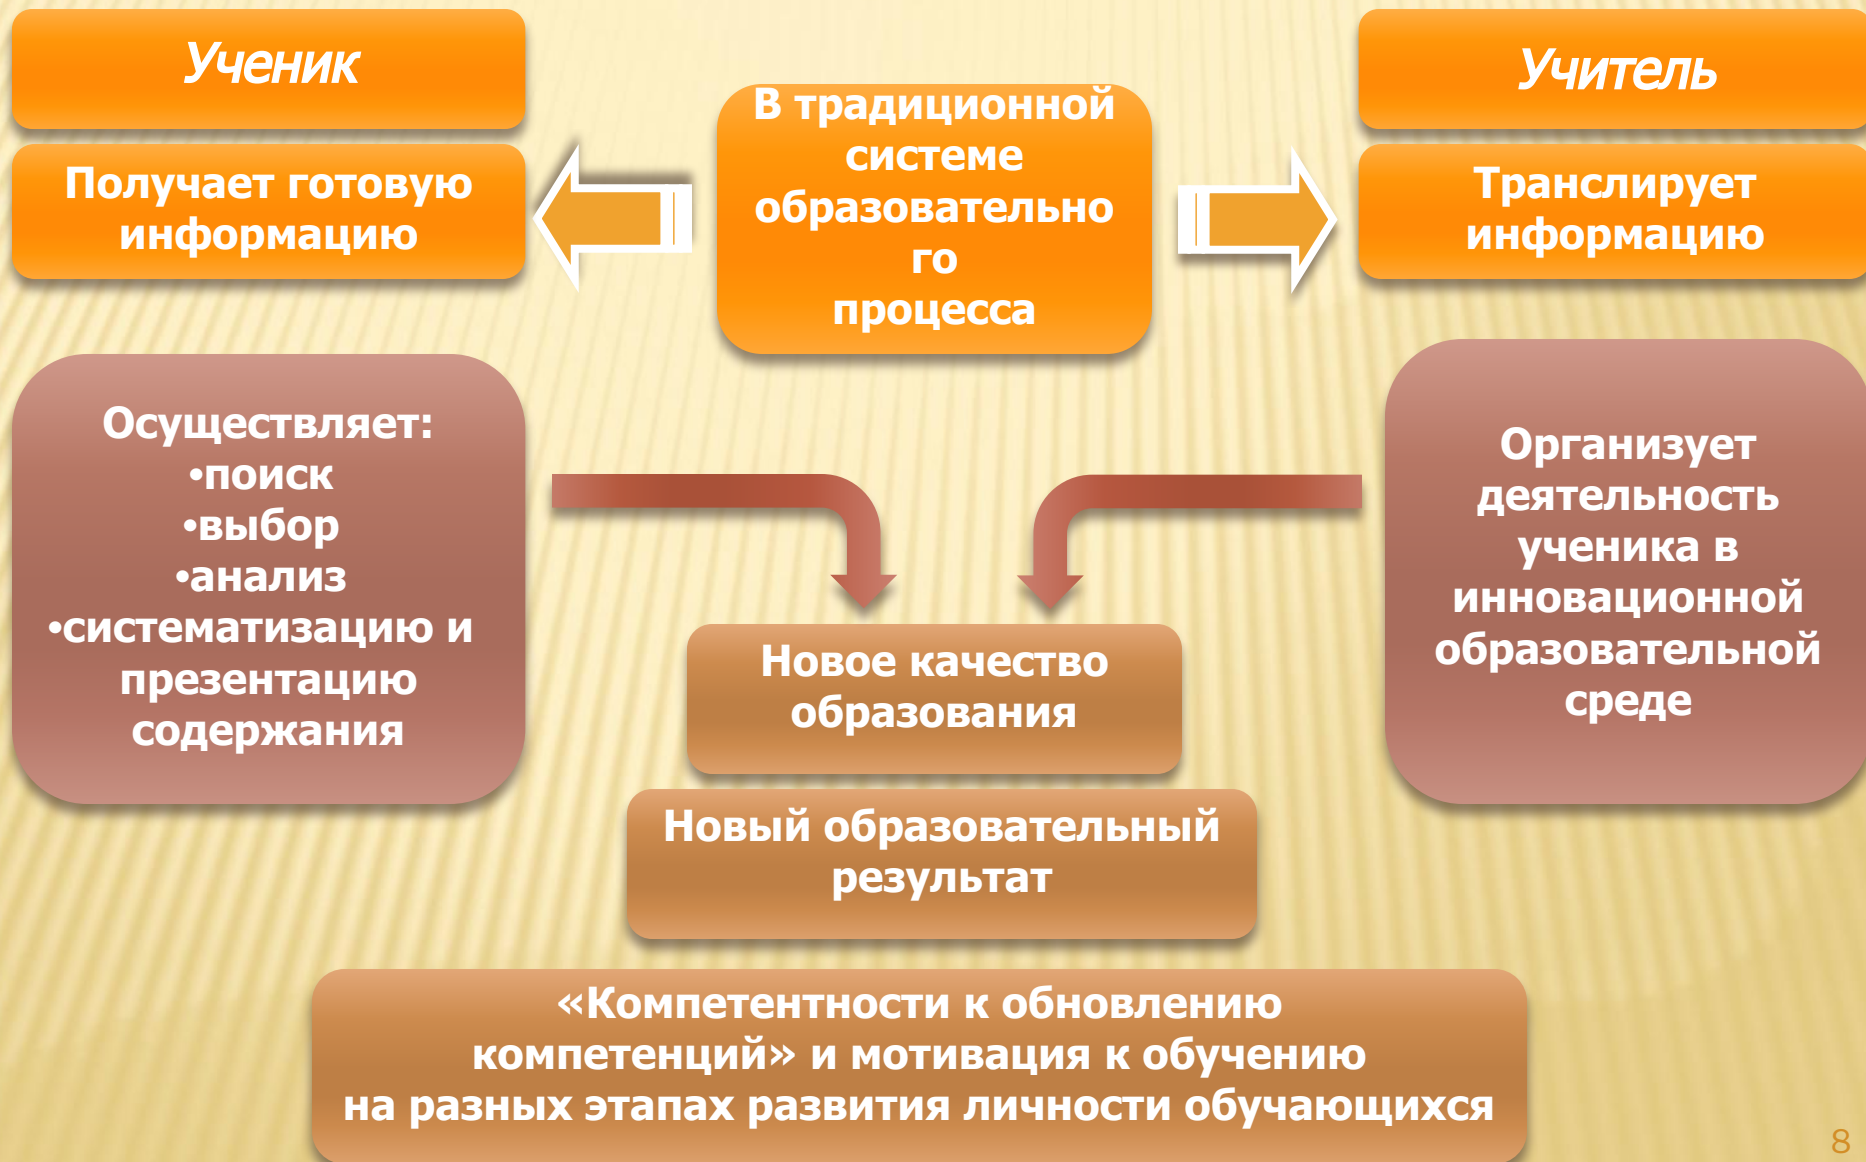 Ученик
Получает готовую
информацию
В традиционной
системе
образовательно
го
процесса
Учитель
Транслирует
информацию
Осуществляет:
•поиск
•выбор
•анализ
•систематизацию и
презентацию
содержания
Организует
деятельность
ученика в
инновационной
образовательной
среде
Новое качество
образования
Новый образовательный
результат
«Компетентности к обновлению
компетенций» и мотивация к обучению
на разных этапах развития личности обучающихся
8